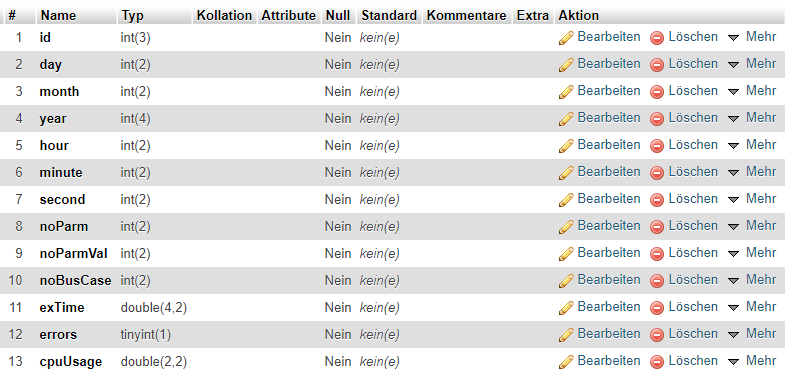 # Name Typ Kollation Attribute Null Standard Kommentare Extra Aktion
1 id int(3) Nein kein(e) Bearbeiten Löschen Mehr
2 day int(2) Nein kein(e) Bearbeiten Löschen Mehr
3 month int(2) Nein kein(e) Bearbeiten Löschen Mehr
4 year int(4) Nein kein(e) Bearbeiten Löschen Mehr
5 hour int(2) Nein kein(e) Bearbeiten Löschen Mehr
6 minute int(2) Nein kein(e) Bearbeiten Löschen Mehr
7 second int(2) Nein kein(e) Bearbeiten Löschen Mehr
8 noParm int(2) Nein kein(e) Bearbeiten Löschen Mehr
9 noParmVal int(2) Nein kein(e) Bearbeiten Löschen Mehr
10 noBusCase int(2) Nein kein(e) Bearbeiten Löschen Mehr
11 exTime double(4,2) Nein kein(e) Bearbeiten Löschen Mehr
12 errors tinyint(1) Nein kein(e) Bearbeiten Löschen Mehr
13 cpuUsage double(2,2) Nein kein(e) Bearbeiten Löschen Mehr